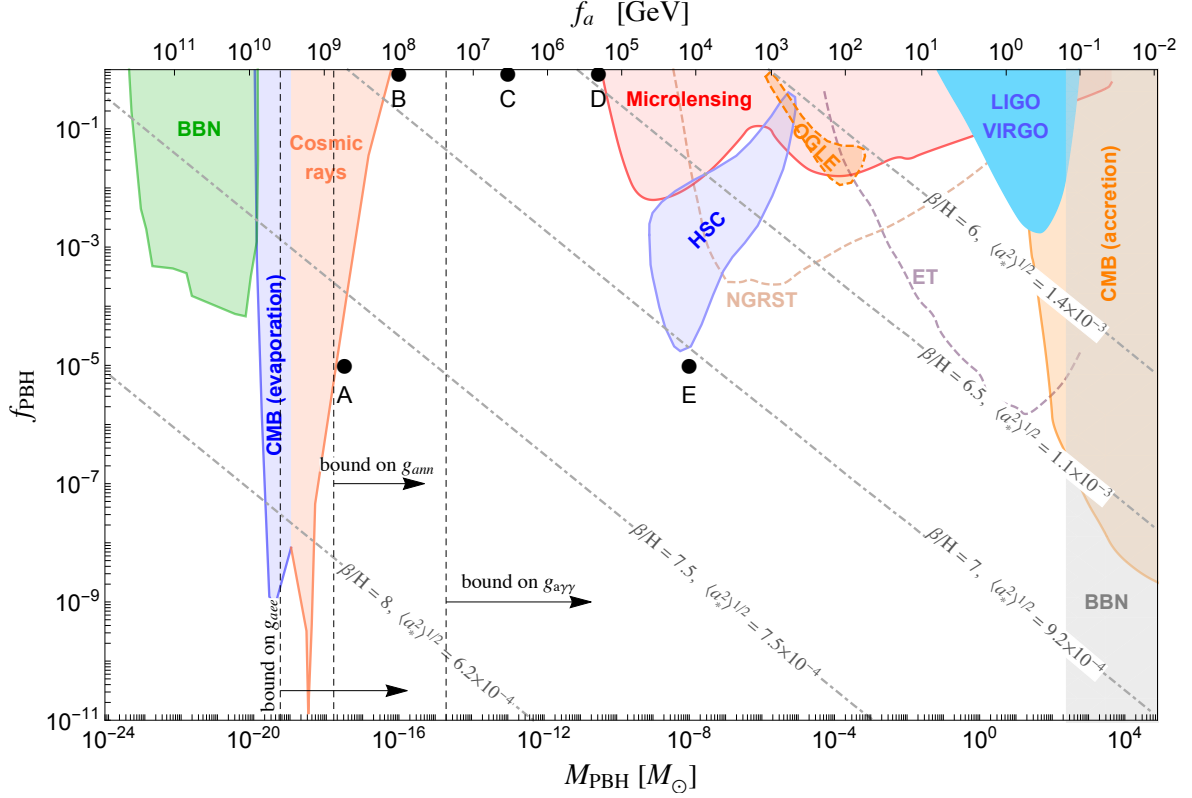 f_a [GeV]
10^11 10^10 10^9 10^8 10^7 10^6 10^5 10^4 10^3 10^2 10^1 10^0 10^-1 10^-2
f_PBH
10^-1
10^-3
10^-5
10^-7
10^-9
10^-11
BBN
Cosmic
rays
CMB (evaporation)
A
B
C
D
E
Microlensing
HSC
OGLE
NGRST
ET
LIGO
VIRGO
CMB (accretion)
BBN
bound on g_aee
bound on g_ann
bound on g_aγγ
β/H = 6, ⟨a_*^2⟩^1/2 = 1.4×10^-3
β/H = 6.5, ⟨a_*^2⟩^1/2 = 1.1×10^-3
β/H = 7, ⟨a_*^2⟩^1/2 = 9.2×10^-4
β/H = 7.5, ⟨a_*^2⟩^1/2 = 7.5×10^-4
β/H = 8, ⟨a_*^2⟩^1/2 = 6.2×10^-4
10^-24 10^-20 10^-16 10^-12 10^-8 10^-4 10^0 10^4
M_PBH [M_⊙]